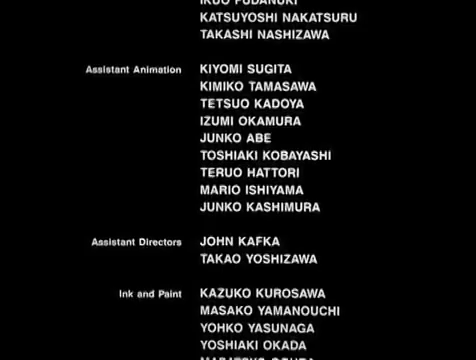 KATSUYOSHI NAKATSURU
TAKASHI NASHIZAWA
Assistant Animation KIYOMI SUGITA
KIMIKO TAMASAWA
TETSUO KADOYA
IZUMI OKAMURA
JUNKO ABE
TOSHIAKI KOBAYASHI
TERUO HATTORI
MARIO ISHIYAMA
JUNKO KASHIMURA
Assistant Directors JOHN KAFKA
TAKAO YOSHIZAWA
Ink and Paint KAZUKO KUROSAWA
MASAKO YAMANOUCHI
YOHKO YASUNAGA
YOSHIAKI OKADA